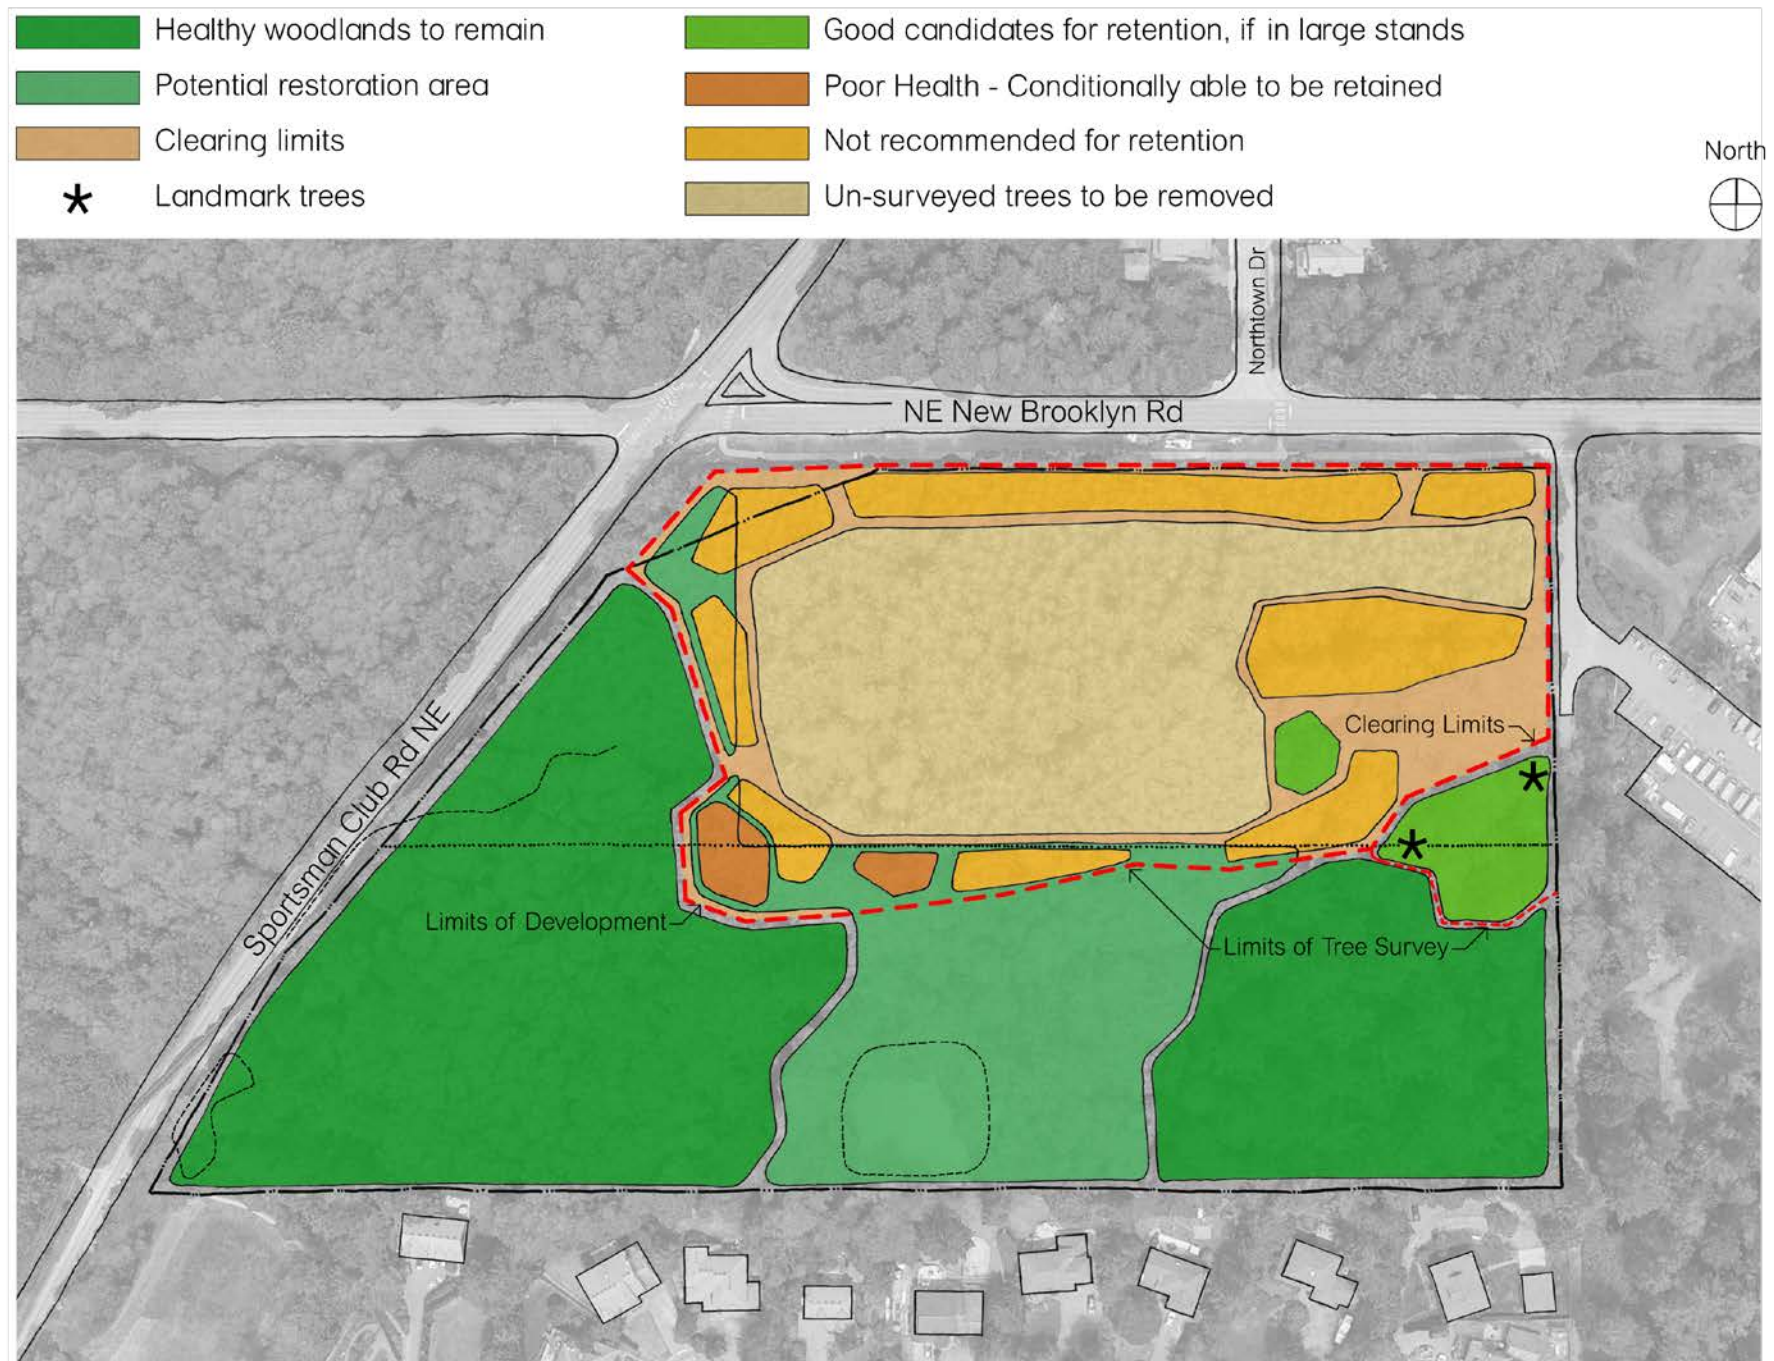 Healthy woodlands to remain
Good candidates for retention, if in large stands
Potential restoration area
Poor Health - Conditionally able to be retained
Clearing limits
Not recommended for retention
Landmark trees
Un-surveyed trees to be removed
North
Northtown Dr
NE New Brooklyn Rd
Sportsman Club Rd NE
Clearing Limits
Limits of Development
Limits of Tree Survey